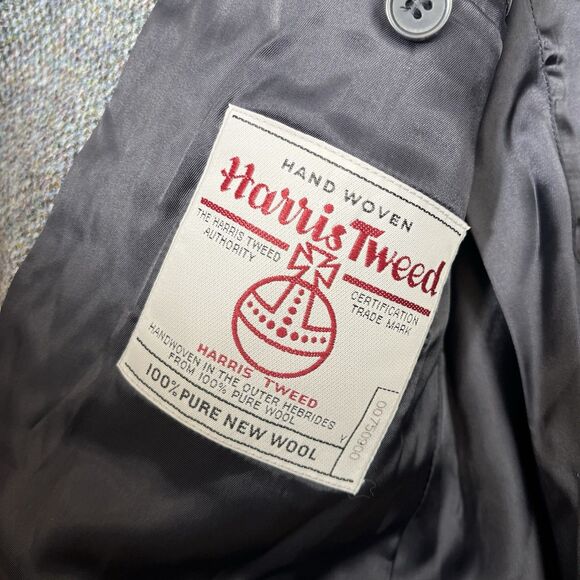 HAND WOVEN
Harris Tweed
THE HARRIS TWEED
AUTHORITY
CERTIFICATION
TRADE MARK
HARRIS TWEED
HANDWOVEN IN THE OUTER HEBRIDES
FROM 100% PURE WOOL
100% PURE NEW WOOL
Y
00750900